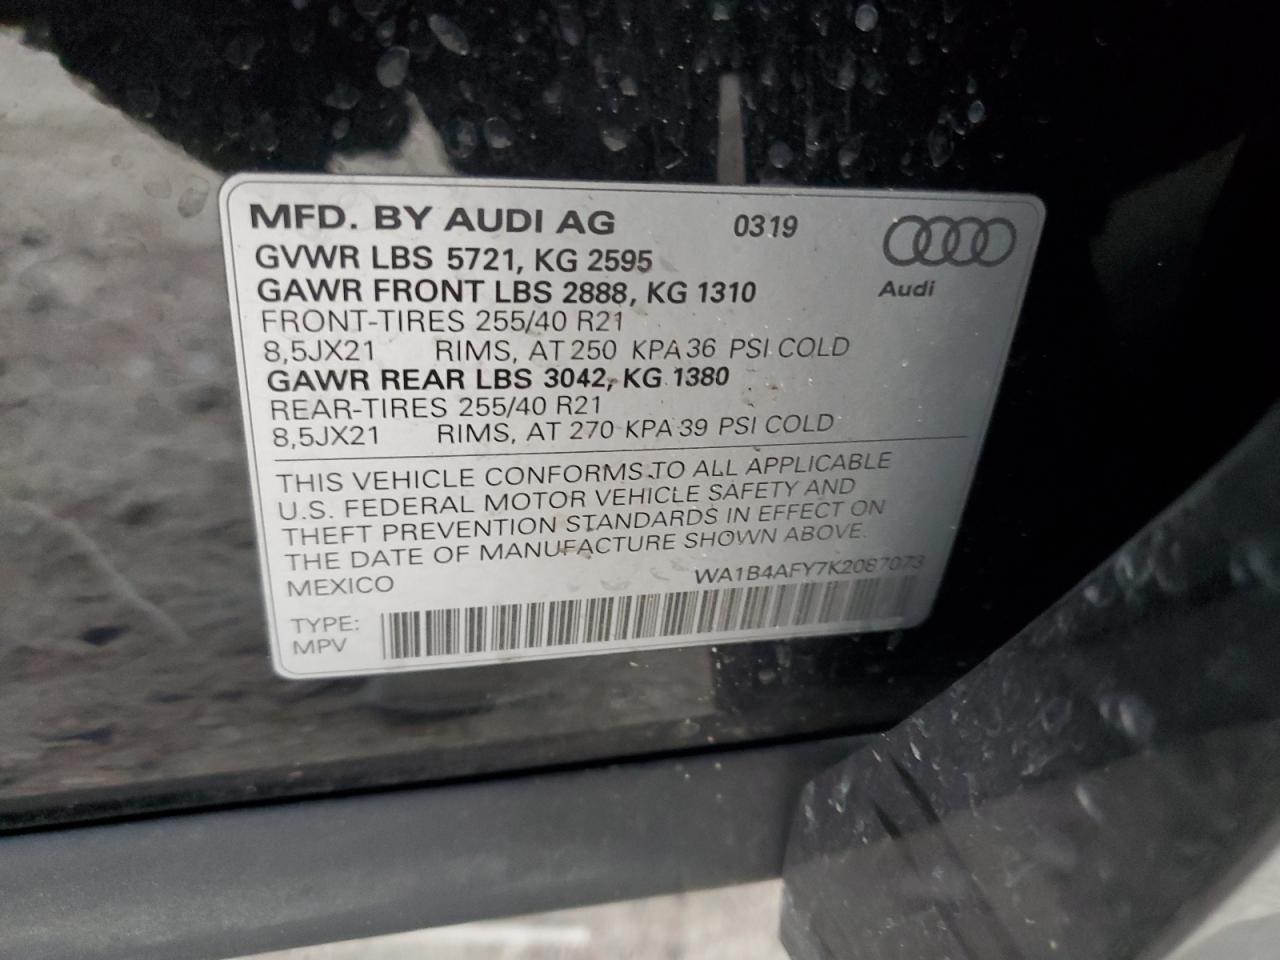 MFD. BY AUDI AG 0319
Audi
GVWR LBS 5721, KG 2595
GAWR FRONT LBS 2888, KG 1310
FRONT-TIRES 255/40 R21
8,5JX21 RIMS, AT 250 KPA 36 PSI COLD
GAWR REAR LBS 3042, KG 1380
REAR-TIRES 255/40 R21
8,5JX21 RIMS, AT 270 KPA 39 PSI COLD
THIS VEHICLE CONFORMS TO ALL APPLICABLE
U.S. FEDERAL MOTOR VEHICLE SAFETY AND
THEFT PREVENTION STANDARDS IN EFFECT ON
THE DATE OF MANUFACTURE SHOWN ABOVE.
MEXICO WA1B4AFY7K2087073
TYPE:
MPV